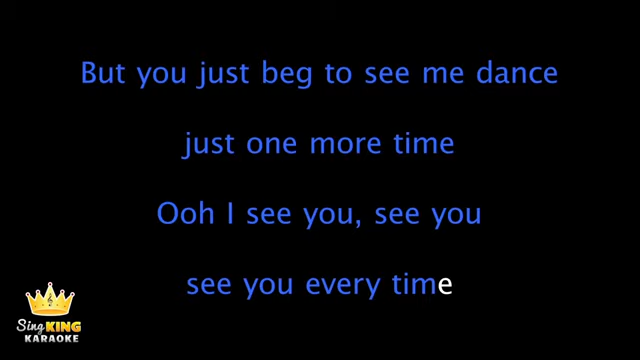 But you just beg to see me dance
just one more time
Ooh I see you, see you
see you every time
Sing KING
KARAOKE